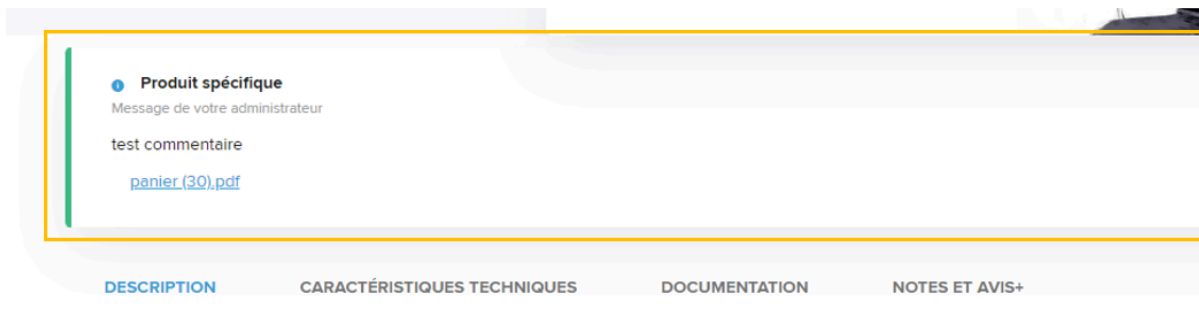 Produit spécifique
Message de votre administrateur
test commentaire
panier (30).pdf
DESCRIPTION CARACTÉRISTIQUES TECHNIQUES DOCUMENTATION NOTES ET AVIS+